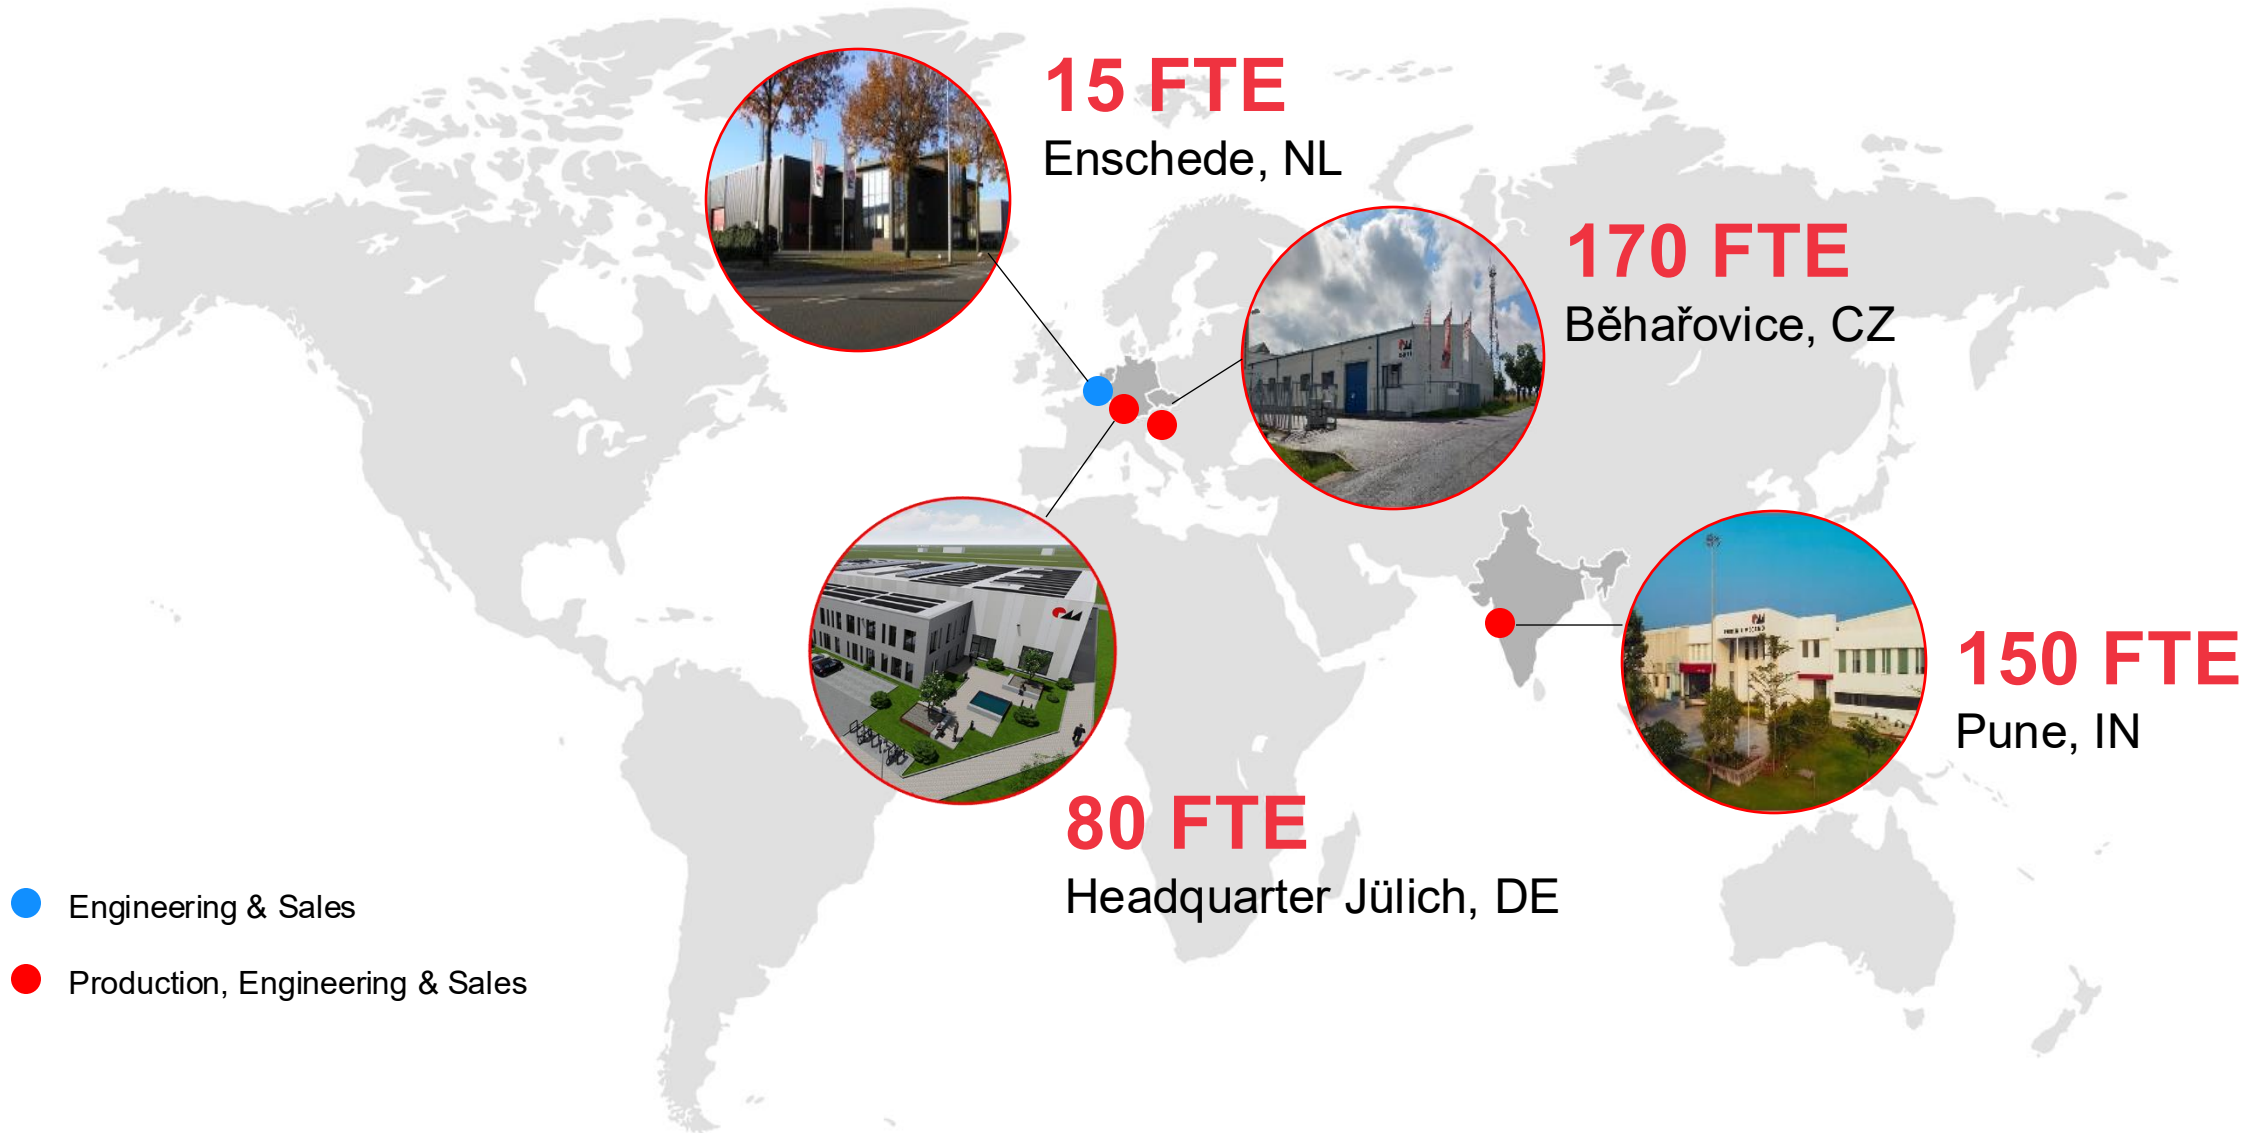 15 FTE
Enschede, NL
170 FTE
Běhařovice, CZ
150 FTE
Pune, IN
80 FTE
Headquarter Jülich, DE
Engineering & Sales
Production, Engineering & Sales